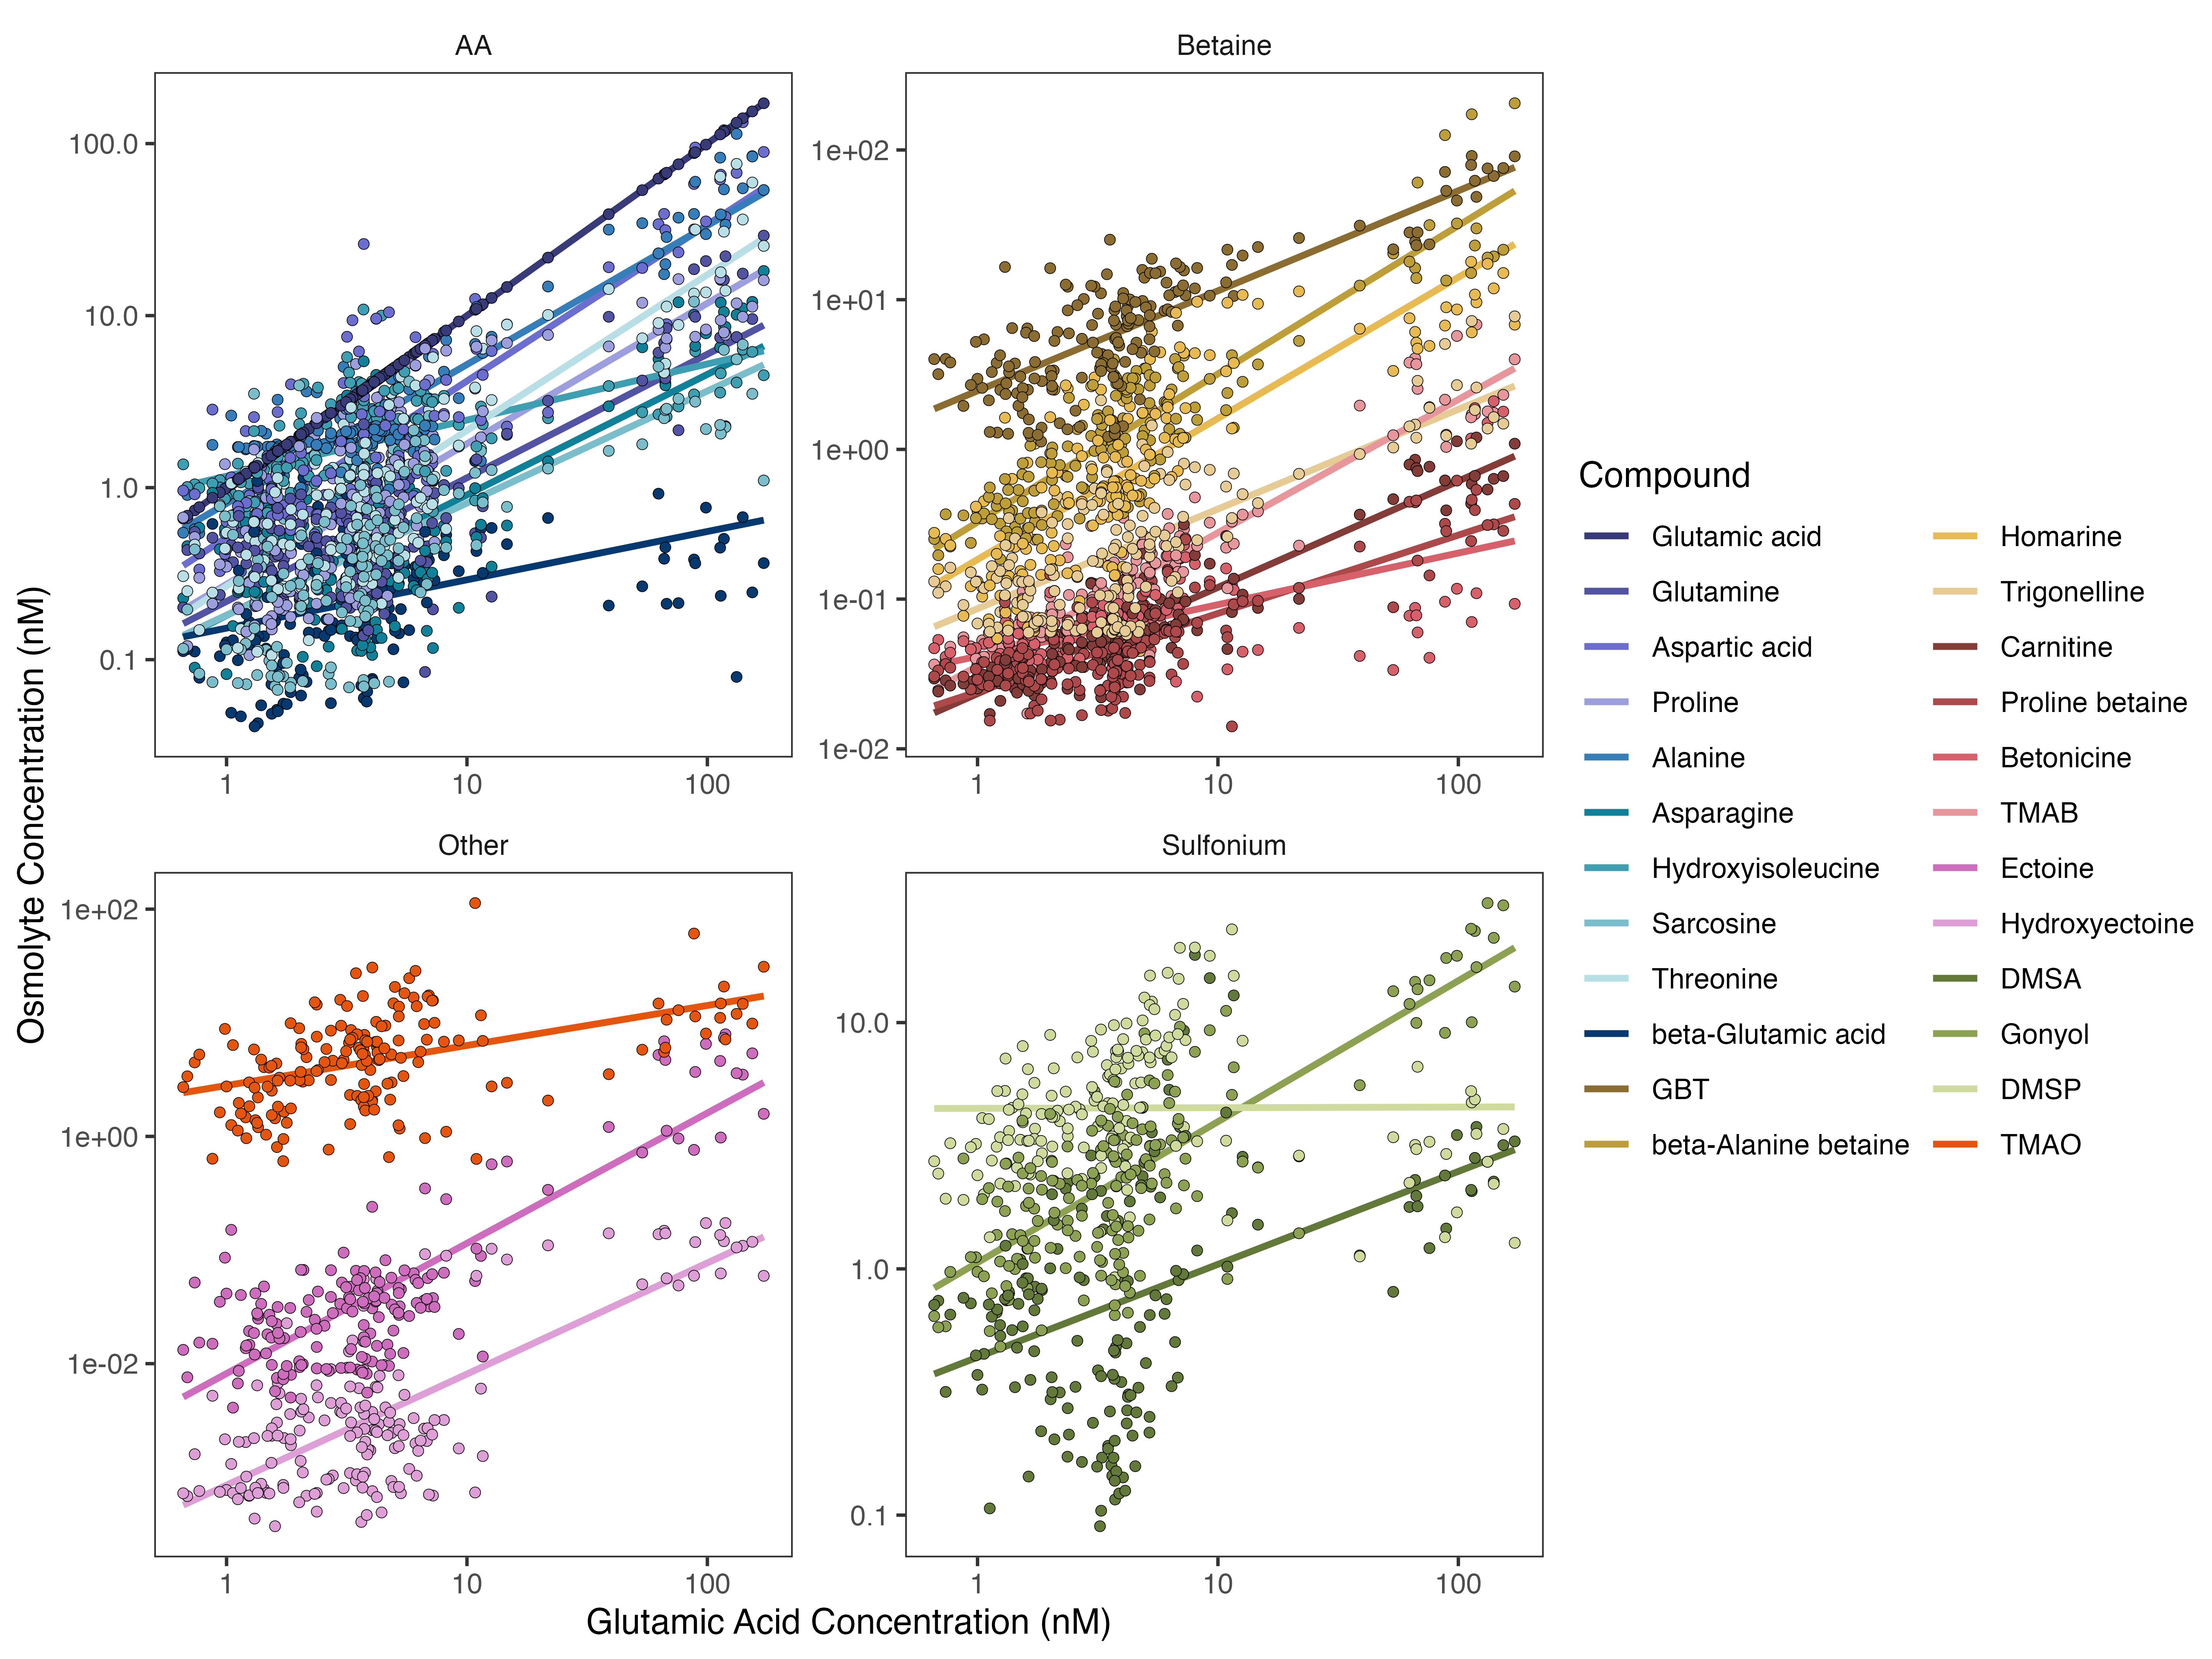 AA
Betaine
100.0
10.0
1.0
0.1
1
10
100
1e+02
1e+01
1e+00
1e-01
1e-02
1
10
100
Other
Sulfonium
1e+02
1e+00
1e-02
1
10
100
10.0
1.0
0.1
1
10
100
Osmolyte Concentration (nM)
Glutamic Acid Concentration (nM)
Compound
Glutamic acid
Glutamine
Aspartic acid
Proline
Alanine
Asparagine
Hydroxyisoleucine
Sarcosine
Threonine
beta-Glutamic acid
GBT
beta-Alanine betaine
Homarine
Trigonelline
Carnitine
Proline betaine
Betonicine
TMAB
Ectoine
Hydroxyectoine
DMSA
Gonyol
DMSP
TMAO